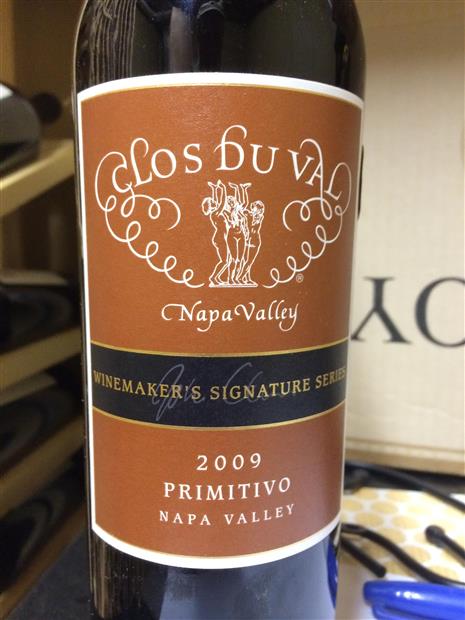 CLOS DU VAL
®
Napa Valley
WINEMAKER'S SIGNATURE SERIES
2009
PRIMITIVO
NAPA VALLEY